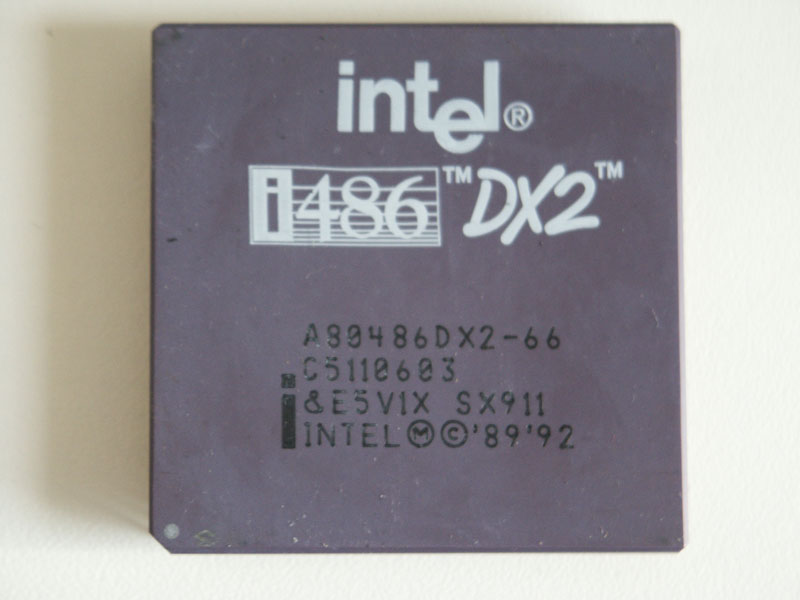 intel®
i486™ DX2™
A80486DX2-66
C5110603
i &E5V1X SX911
INTEL Ⓜ © '89'92